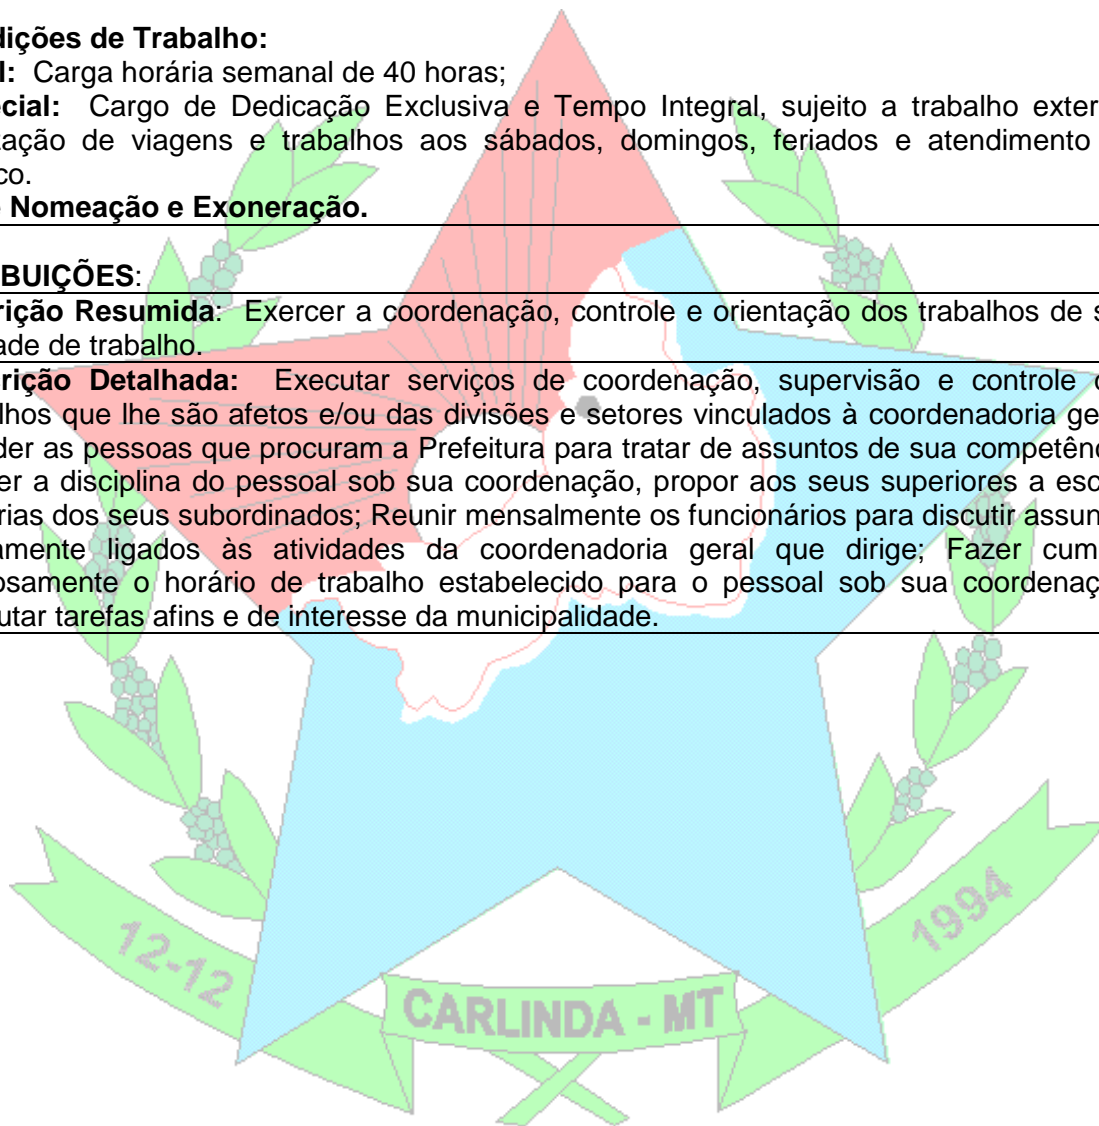 dições de Trabalho:
l: Carga horária semanal de 40 horas;
ecial: Cargo de Dedicação Exclusiva e Tempo Integral, sujeito a trabalho exter
zação de viagens e trabalhos aos sábados, domingos, feriados e atendimento
co.
e Nomeação e Exoneração.
IBUIÇÕES:
rição Resumida: Exercer a coordenação, controle e orientação dos trabalhos de s
ade de trabalho.
rição Detalhada: Executar serviços de coordenação, supervisão e controle d
lhos que lhe são afetos e/ou das divisões e setores vinculados à coordenadoria ge
der as pessoas que procuram a Prefeitura para tratar de assuntos de sua competênc
er a disciplina do pessoal sob sua coordenação, propor aos seus superiores a esc
rias dos seus subordinados; Reunir mensalmente os funcionários para discutir assun
amente ligados às atividades da coordenadoria geral que dirige; Fazer cum
osamente o horário de trabalho estabelecido para o pessoal sob sua coordenaç
utar tarefas afins e de interesse da municipalidade.
12-12
CARLINDA - MT
1994